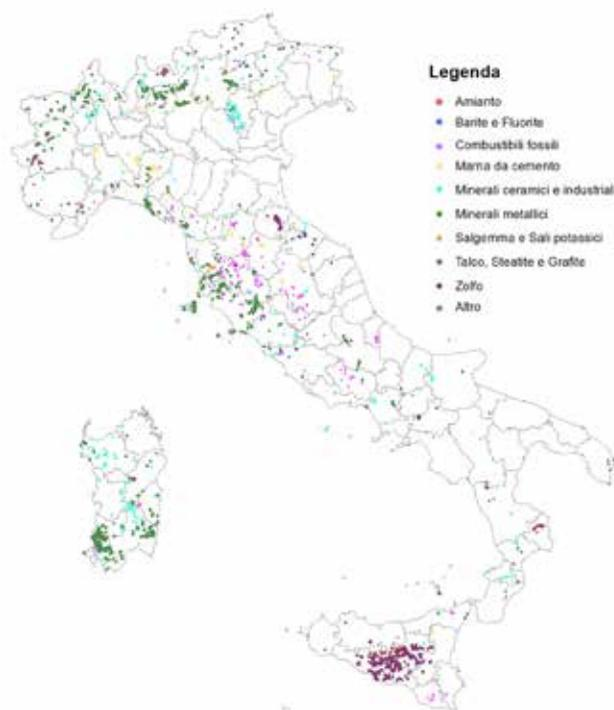 Legenda
Amianto
Barite e Fluorite
Combustibili fossili
Marna da cemento
Minerali ceramici e industriali
Minerali metallici
Salgemma e Sali potassici
Talco, Steatite e Grafite
Zolfo
Altro